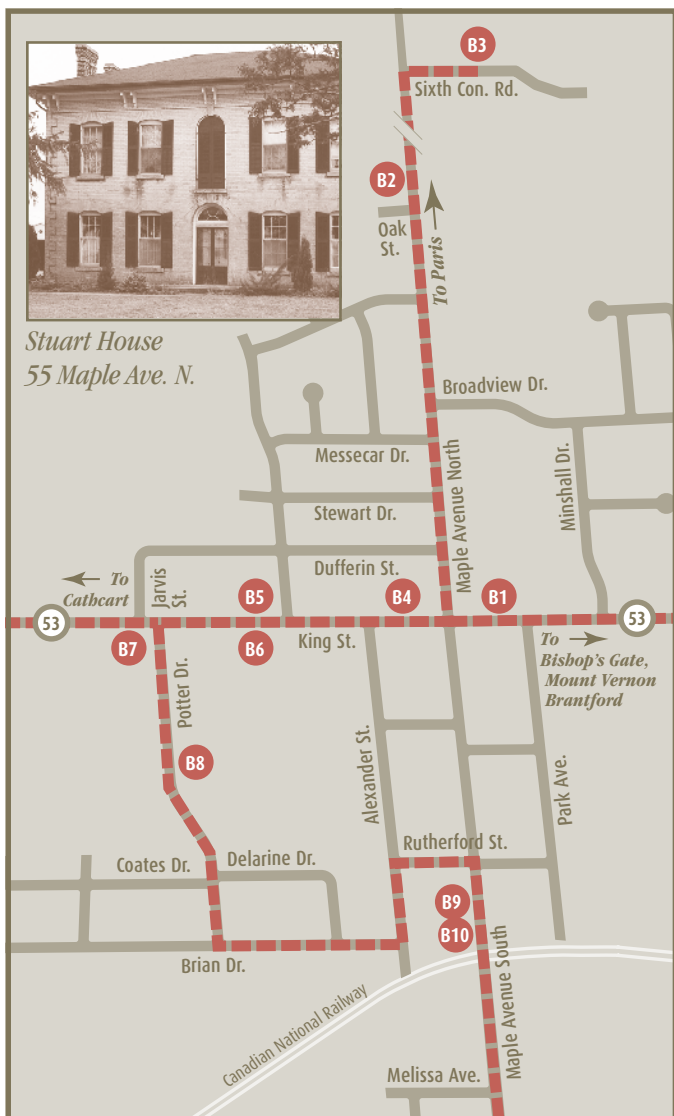 B3
Sixth Con. Rd.
B2
Oak
St.
To Paris
Stuart House
55 Maple Ave. N.
Broadview Dr.
Messecar Dr.
Maple Avenue North
Minshall Dr.
Stewart Dr.
Dufferin St.
To
Cathcart
Jarvis
St.
B5
B4
B1
53
53
B7
B6
King St.
To
Bishop's Gate,
Mount Vernon
Brantford
Potter Dr.
B8
Alexander St.
Park Ave.
Rutherford St.
Coates Dr.
Delarine Dr.
B9
B10
Brian Dr.
Maple Avenue South
Canadian National Railway
Melissa Ave.